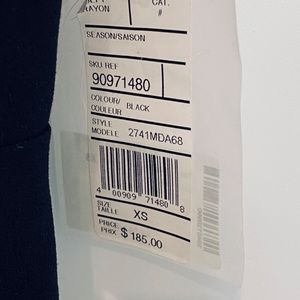 RAYON
CAT.
#
SEASON/SAISON
SKU REF
90971480
COLOUR/
COULEUR BLACK
STYLE
MODELE 2741MDA68
4 00909 71480 8
SIZE
TAILLE XS
PRICE
PRIX $ 185.00